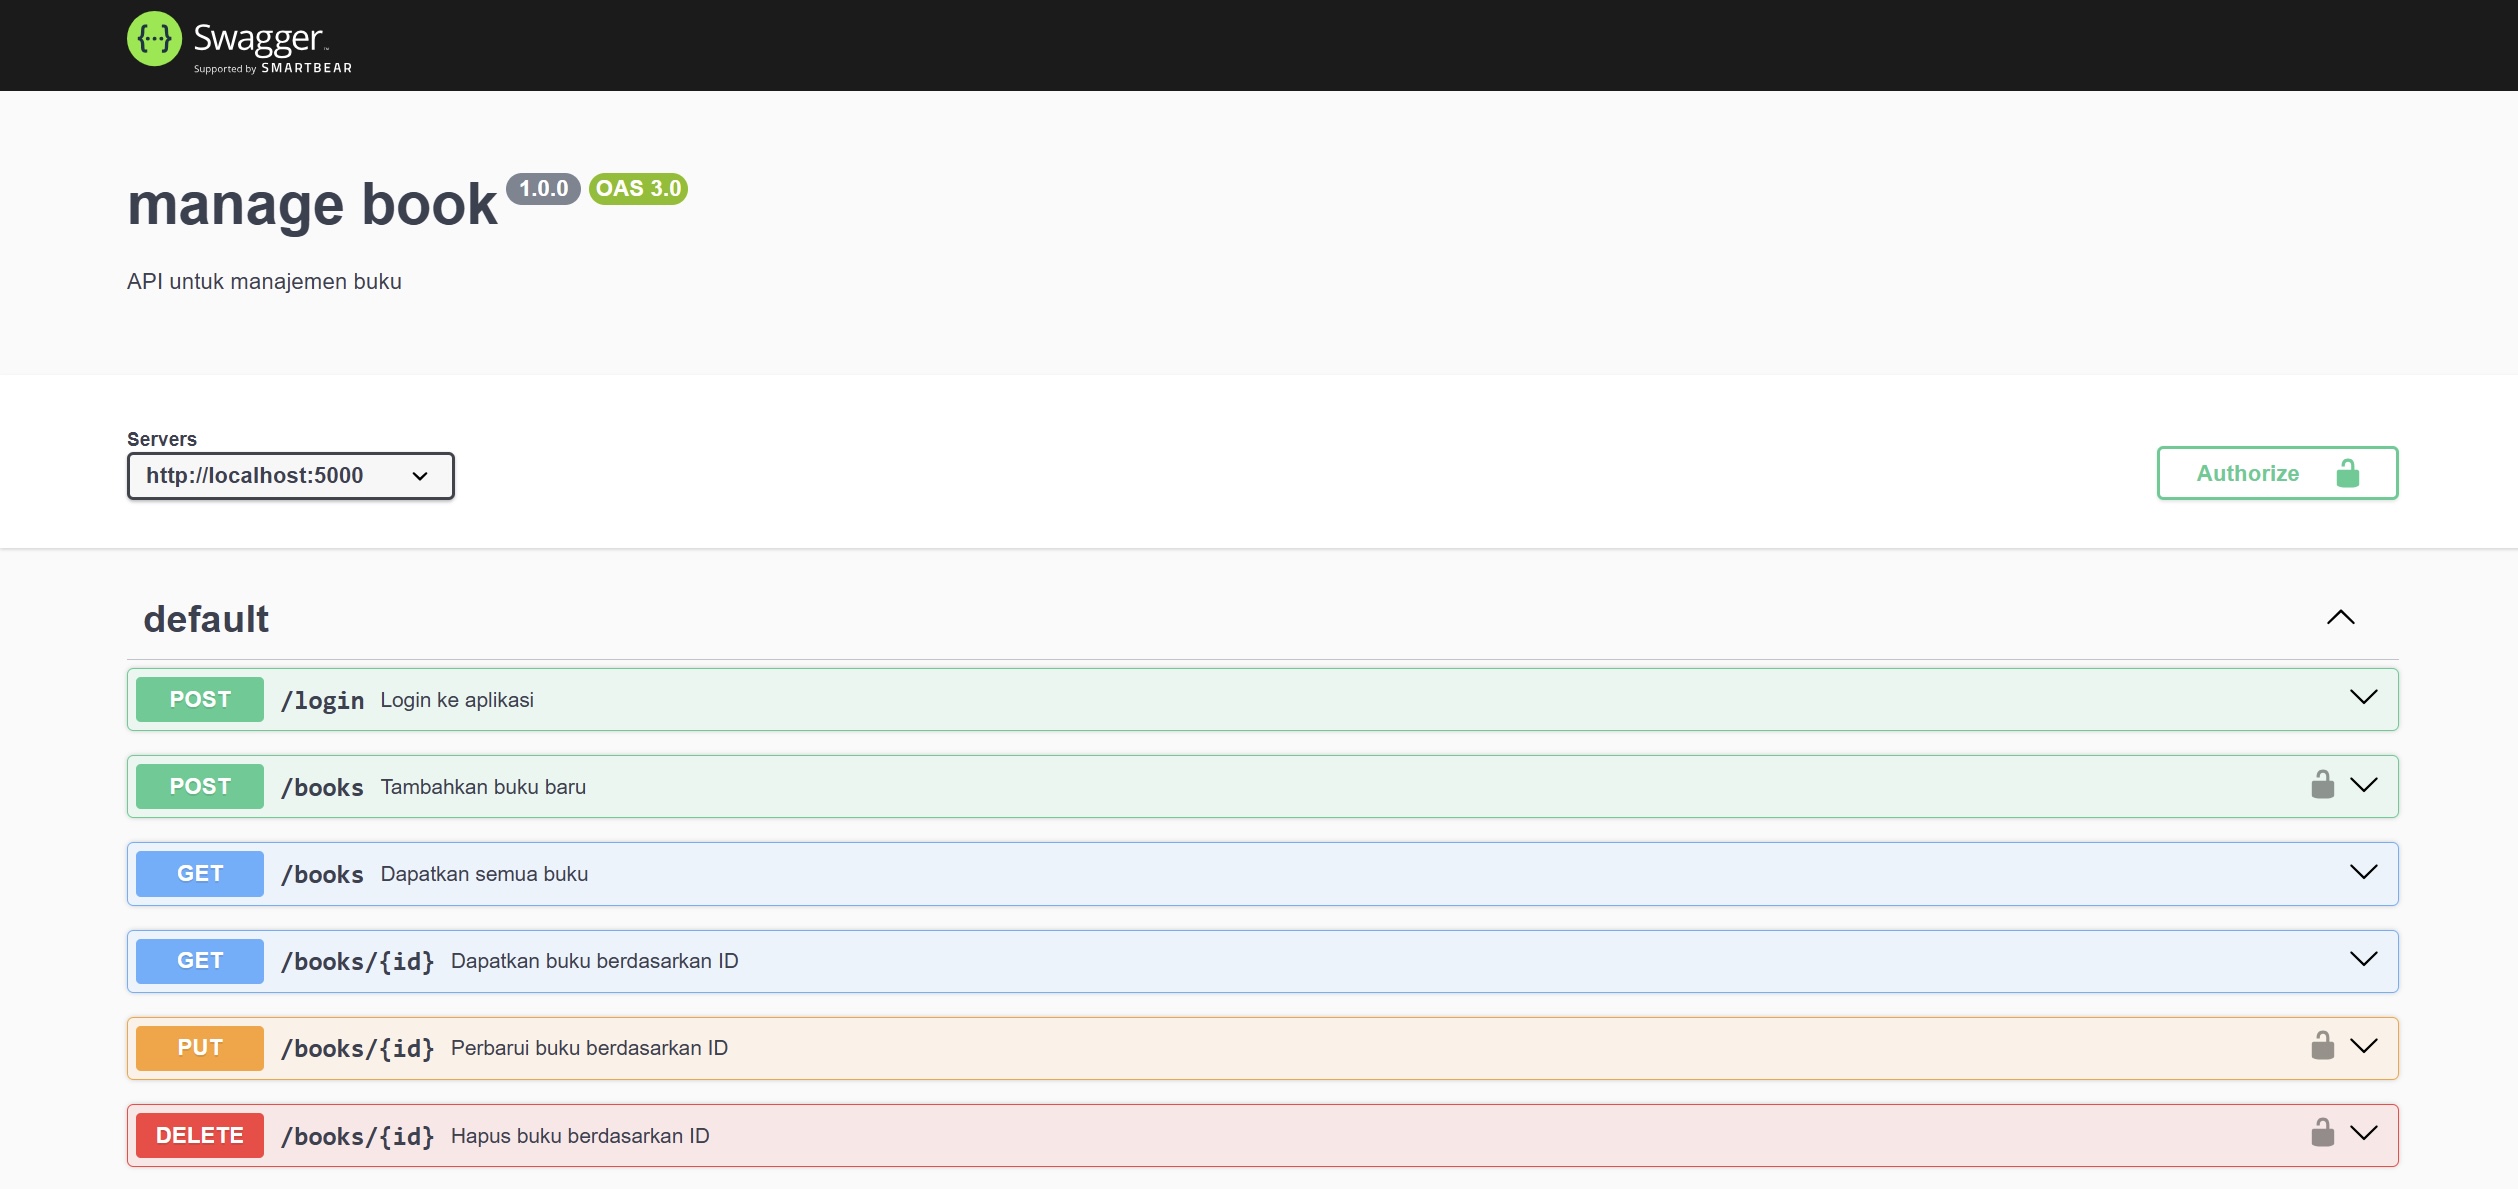 Swagger
Supported by SMARTBEAR
manage book 1.0.0 OAS 3.0
API untuk manajemen buku
Servers
http://localhost:5000
Authorize
default
POST /login Login ke aplikasi
POST /books Tambahkan buku baru
GET /books Dapatkan semua buku
GET /books/{id} Dapatkan buku berdasarkan ID
PUT /books/{id} Perbarui buku berdasarkan ID
DELETE /books/{id} Hapus buku berdasarkan ID